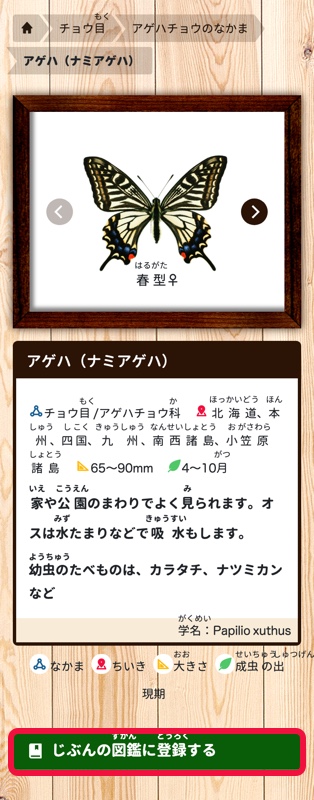 チョウ目 アゲハチョウのなかま
アゲハ（ナミアゲハ）
春型♀
アゲハ（ナミアゲハ）
チョウ目/アゲハチョウ科 北海道、本
州、四国、九州、南西諸島、小笠原
諸島 65〜90mm 4〜10月
家や公園のまわりでよく見られます。オ
スは水たまりなどで吸水もします。
幼虫のたべものは、カラタチ、ナツミカン
など
学名：Papilio xuthus
なかま ちいき 大きさ 成虫の出
現期
じぶんの図鑑に登録する